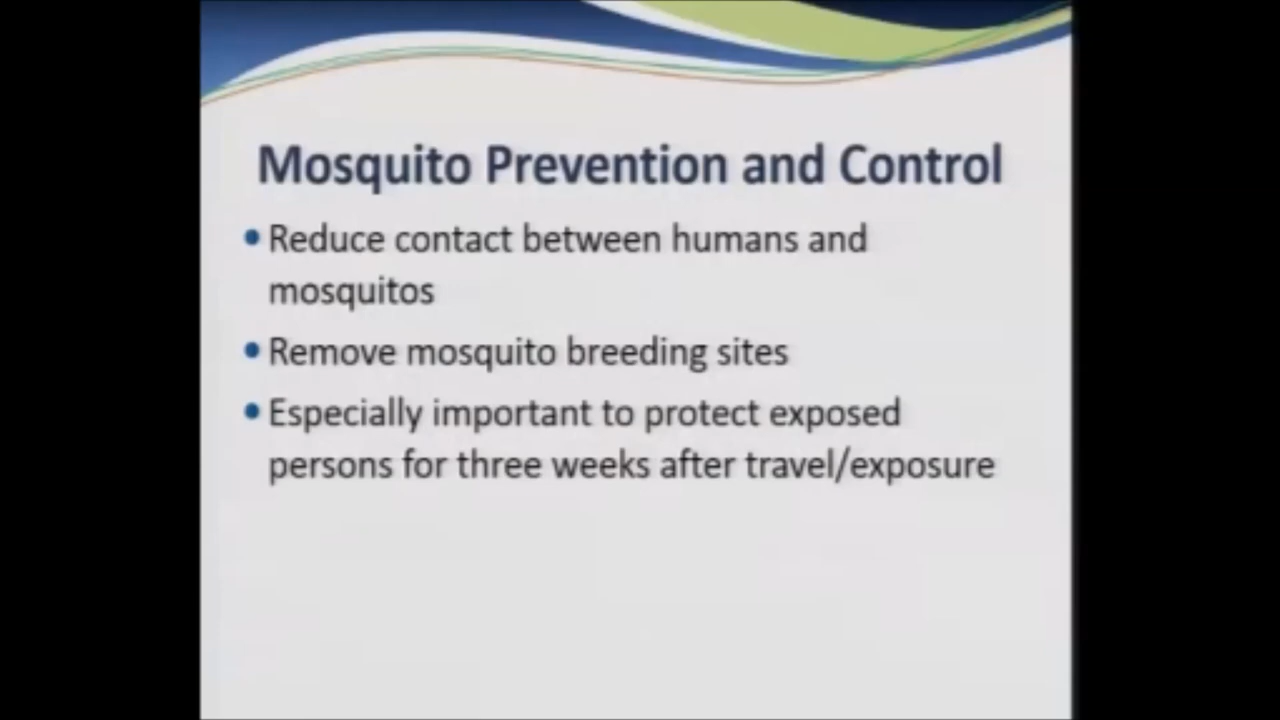 Mosquito Prevention and Control
• Reduce contact between humans and
mosquitos
• Remove mosquito breeding sites
• Especially important to protect exposed
persons for three weeks after travel/exposure